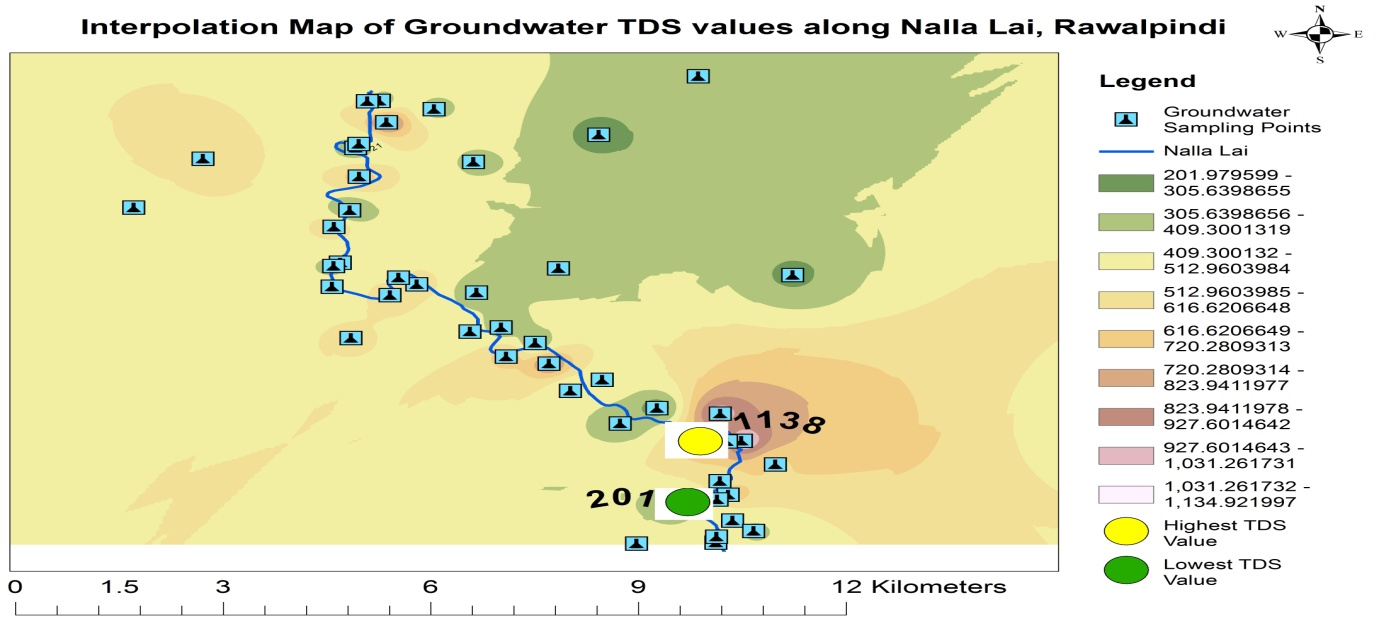 Interpolation Map of Groundwater TDS values along Nalla Lai, Rawalpindi
N
W
E
S
Legend
Groundwater
Sampling Points
Nalla Lai
201.979599 -
305.6398655
305.6398656 -
409.3001319
409.300132 -
512.9603984
512.9603985 -
616.6206648
616.6206649 -
720.2809313
720.2809314 -
823.9411977
823.9411978 -
927.6014642
927.6014643 -
1,031.261731
1,031.261732 -
1,134.921997
Highest TDS
Value
Lowest TDS
Value
1138
201
0 1.5 3 6 9 12 Kilometers